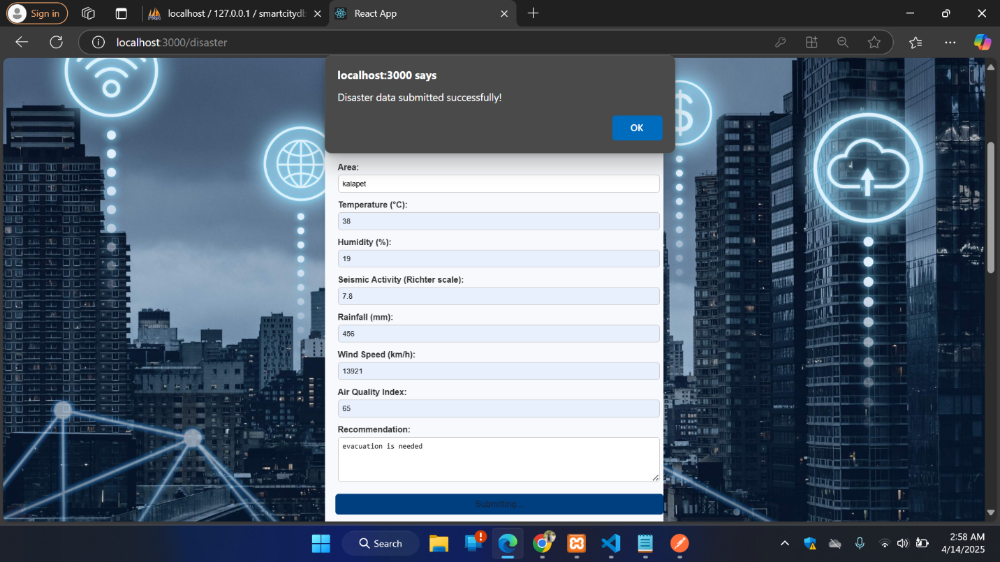 Sign in
localhost / 127.0.0.1 / smartcitydb
React App
localhost:3000/disaster
localhost:3000 says
Disaster data submitted successfully!
OK
Area:
kalapet
Temperature (°C):
38
Humidity (%):
19
Seismic Activity (Richter scale):
7.8
Rainfall (mm):
456
Wind Speed (km/h):
13921
Air Quality Index:
65
Recommendation:
evacuation is needed
Submitting...
Search
2:58 AM
4/14/2025